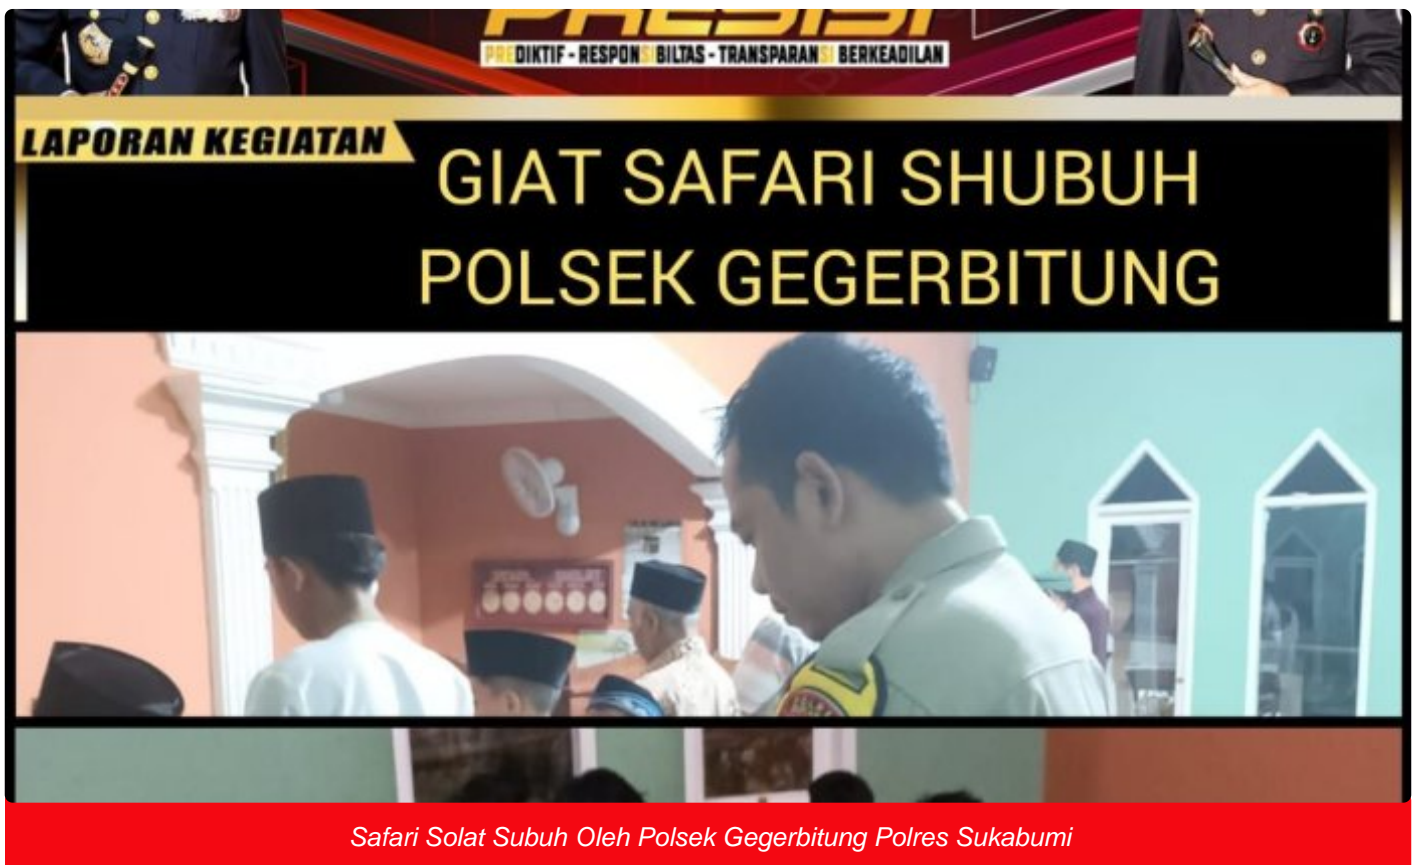 PRESISI
PREDIKTIF - RESPONSIBILTAS - TRANSPARANSI BERKEADILAN
LAPORAN KEGIATAN
GIAT SAFARI SHUBUH
POLSEK GEGERBITUNG
Safari Solat Subuh Oleh Polsek Gegerbitung Polres Sukabumi